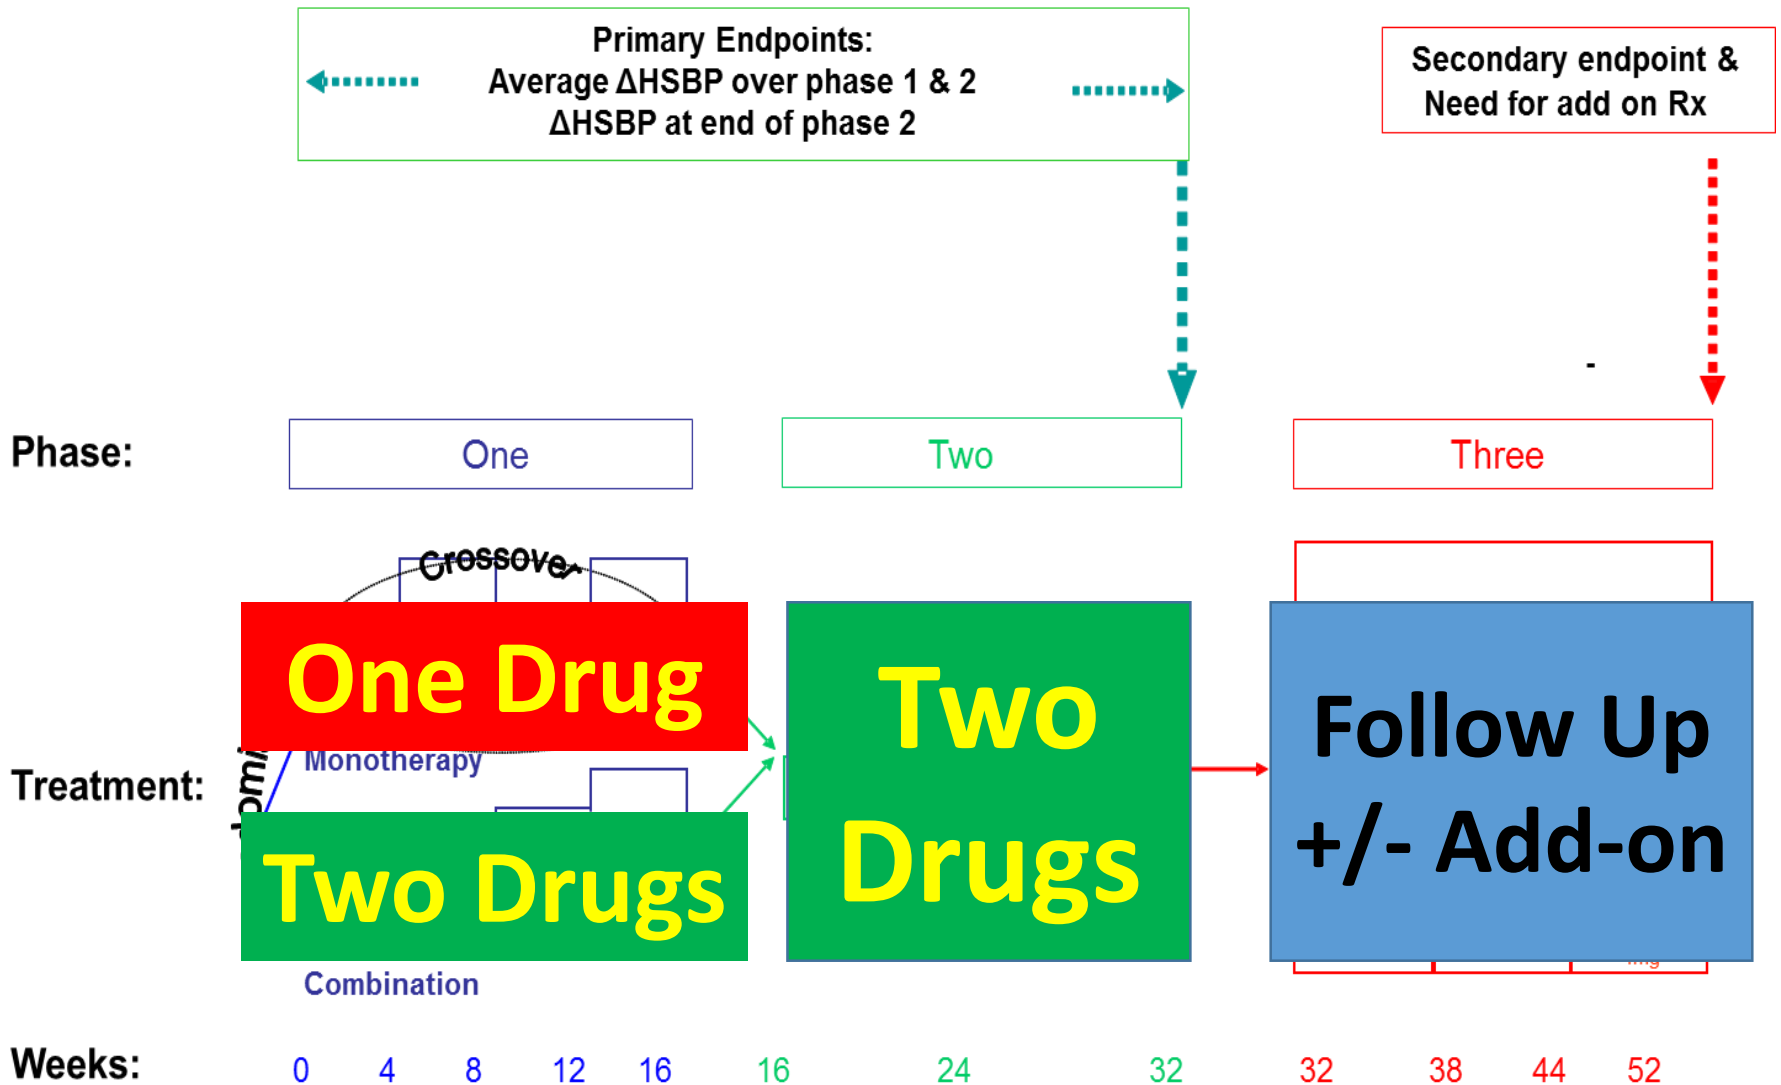 Primary Endpoints:
Average ΔHSBP over phase 1 & 2
ΔHSBP at end of phase 2
Secondary endpoint &
Need for add on Rx
-
Phase:
One
Two
Three
Crossover
One Drug
Two
Drugs
Follow Up
+/- Add-on
Monotherapy
Treatment:
Two Drugs
Combination
Weeks:
0 4 8 12 16 16 24 32 32 38 44 52